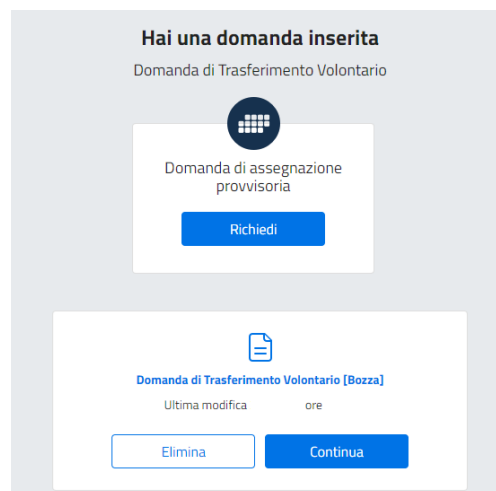 Hai una domanda inserita
Domanda di Trasferimento Volontario
Domanda di assegnazione
provvisoria
Richiedi
Domanda di Trasferimento Volontario [Bozza]
Ultima modifica ore
Elimina Continua